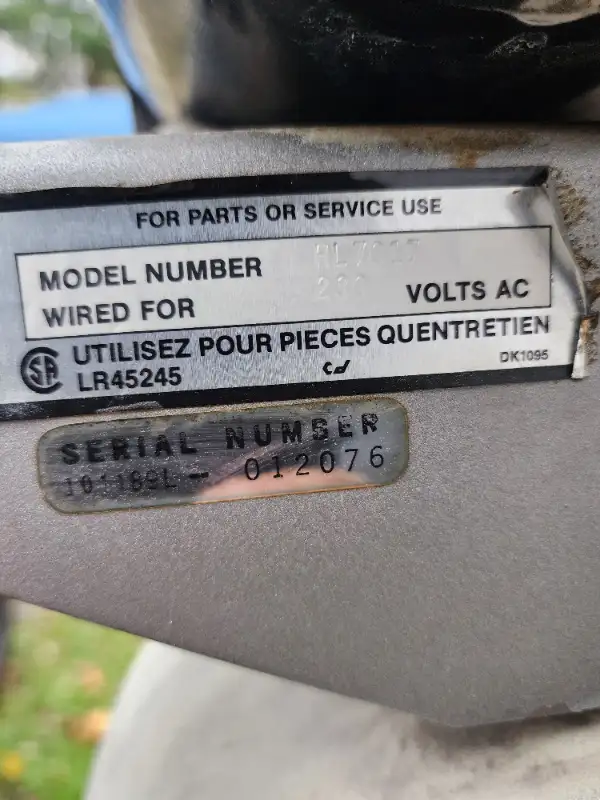 FOR PARTS OR SERVICE USE
MODEL NUMBER
WIRED FOR VOLTS AC
UTILISEZ POUR PIECES QUENTRETIEN
LR45245 cd DK1095
SERIAL NUMBER
012076